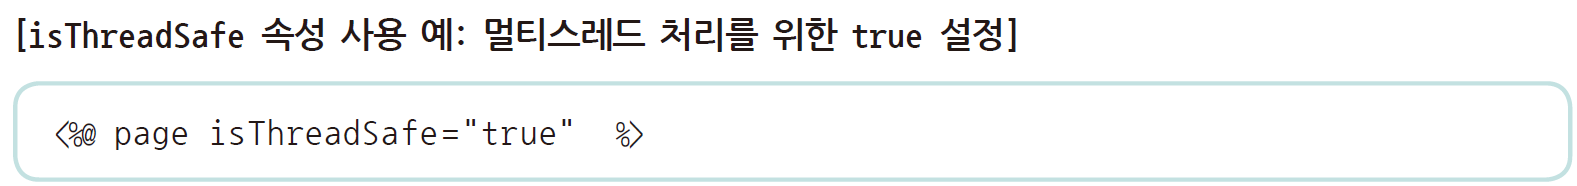 [isThreadSafe 속성 사용 예: 멀티스레드 처리를 위한 true 설정]
<%@ page isThreadSafe="true"  %>